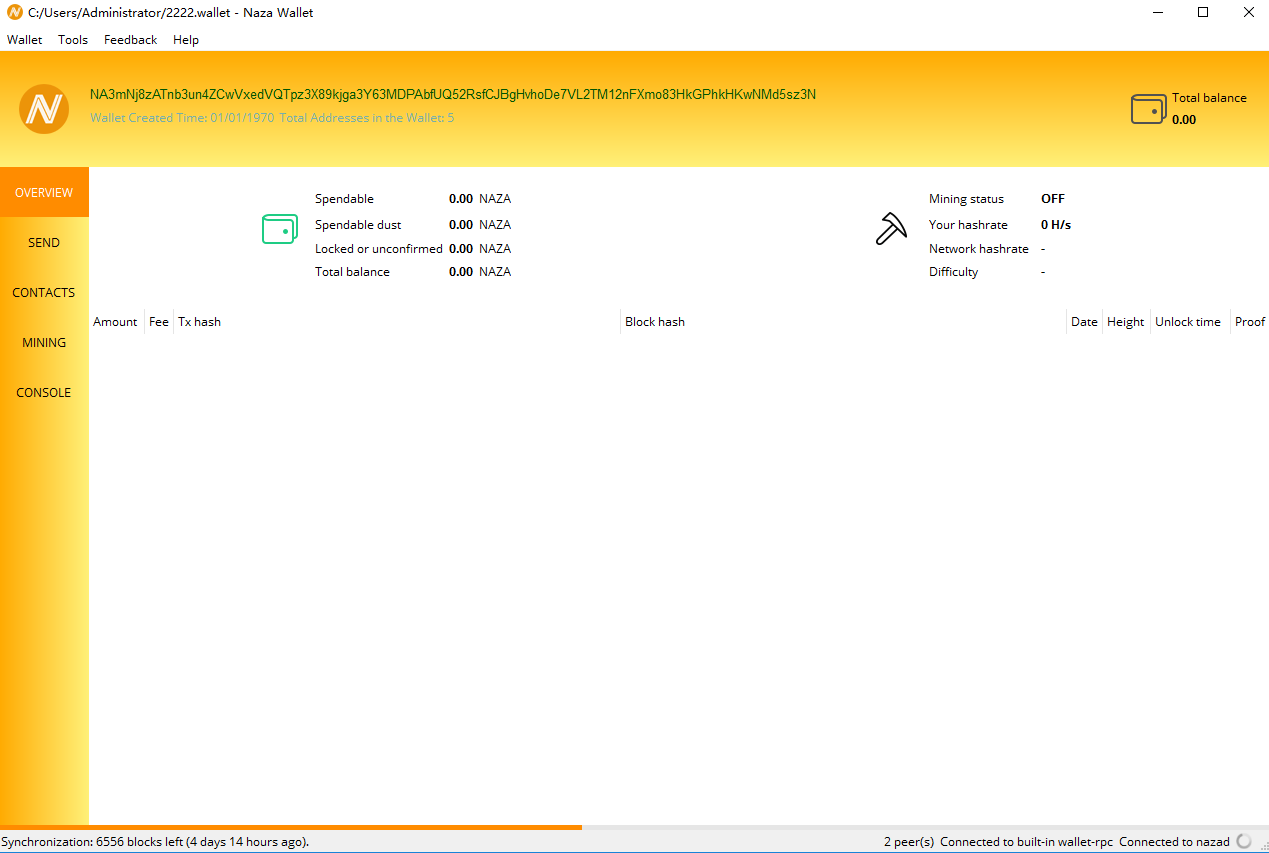 C:/Users/Administrator/2222.wallet - Naza Wallet
Wallet Tools Feedback Help
NA3mNj8zATnb3un4ZCwVxedVQTpz3X89kjga3Y63MDPAbfUQ52RsfCJBgHvhoDe7VL2TM12nFXmo83HkGPhkHKwNMd5sz3N
Wallet Created Time: 01/01/1970 Total Addresses in the Wallet: 5
Total balance
0.00
OVERVIEW
SEND
CONTACTS
MINING
CONSOLE
Spendable 0.00 NAZA
Spendable dust 0.00 NAZA
Locked or unconfirmed 0.00 NAZA
Total balance 0.00 NAZA
Mining status OFF
Your hashrate 0 H/s
Network hashrate -
Difficulty -
Amount Fee Tx hash Block hash Date Height Unlock time Proof
Synchronization: 6556 blocks left (4 days 14 hours ago). 2 peer(s) Connected to built-in wallet-rpc Connected to nazad